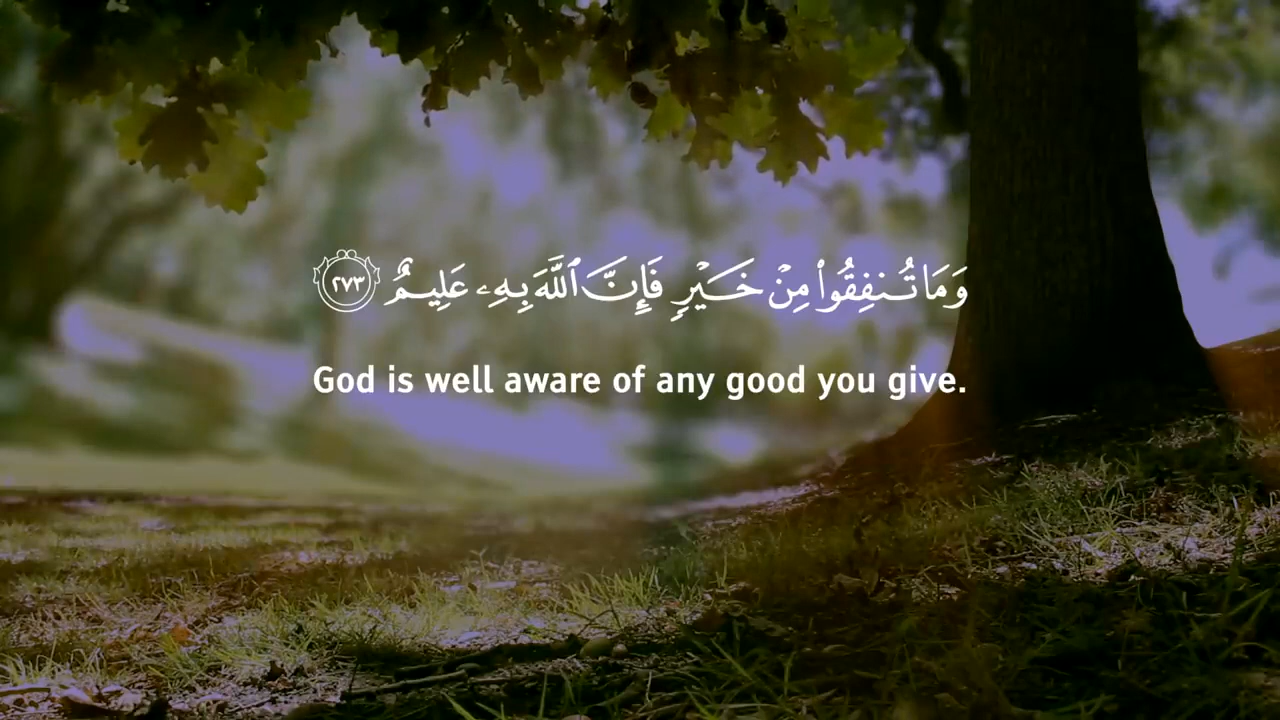 وَمَا تُنفِقُوا۟ مِنْ خَيْرٍ فَإِنَّ ٱللَّهَ بِهِۦ عَلِيمٌ ٢٧٣
God is well aware of any good you give.